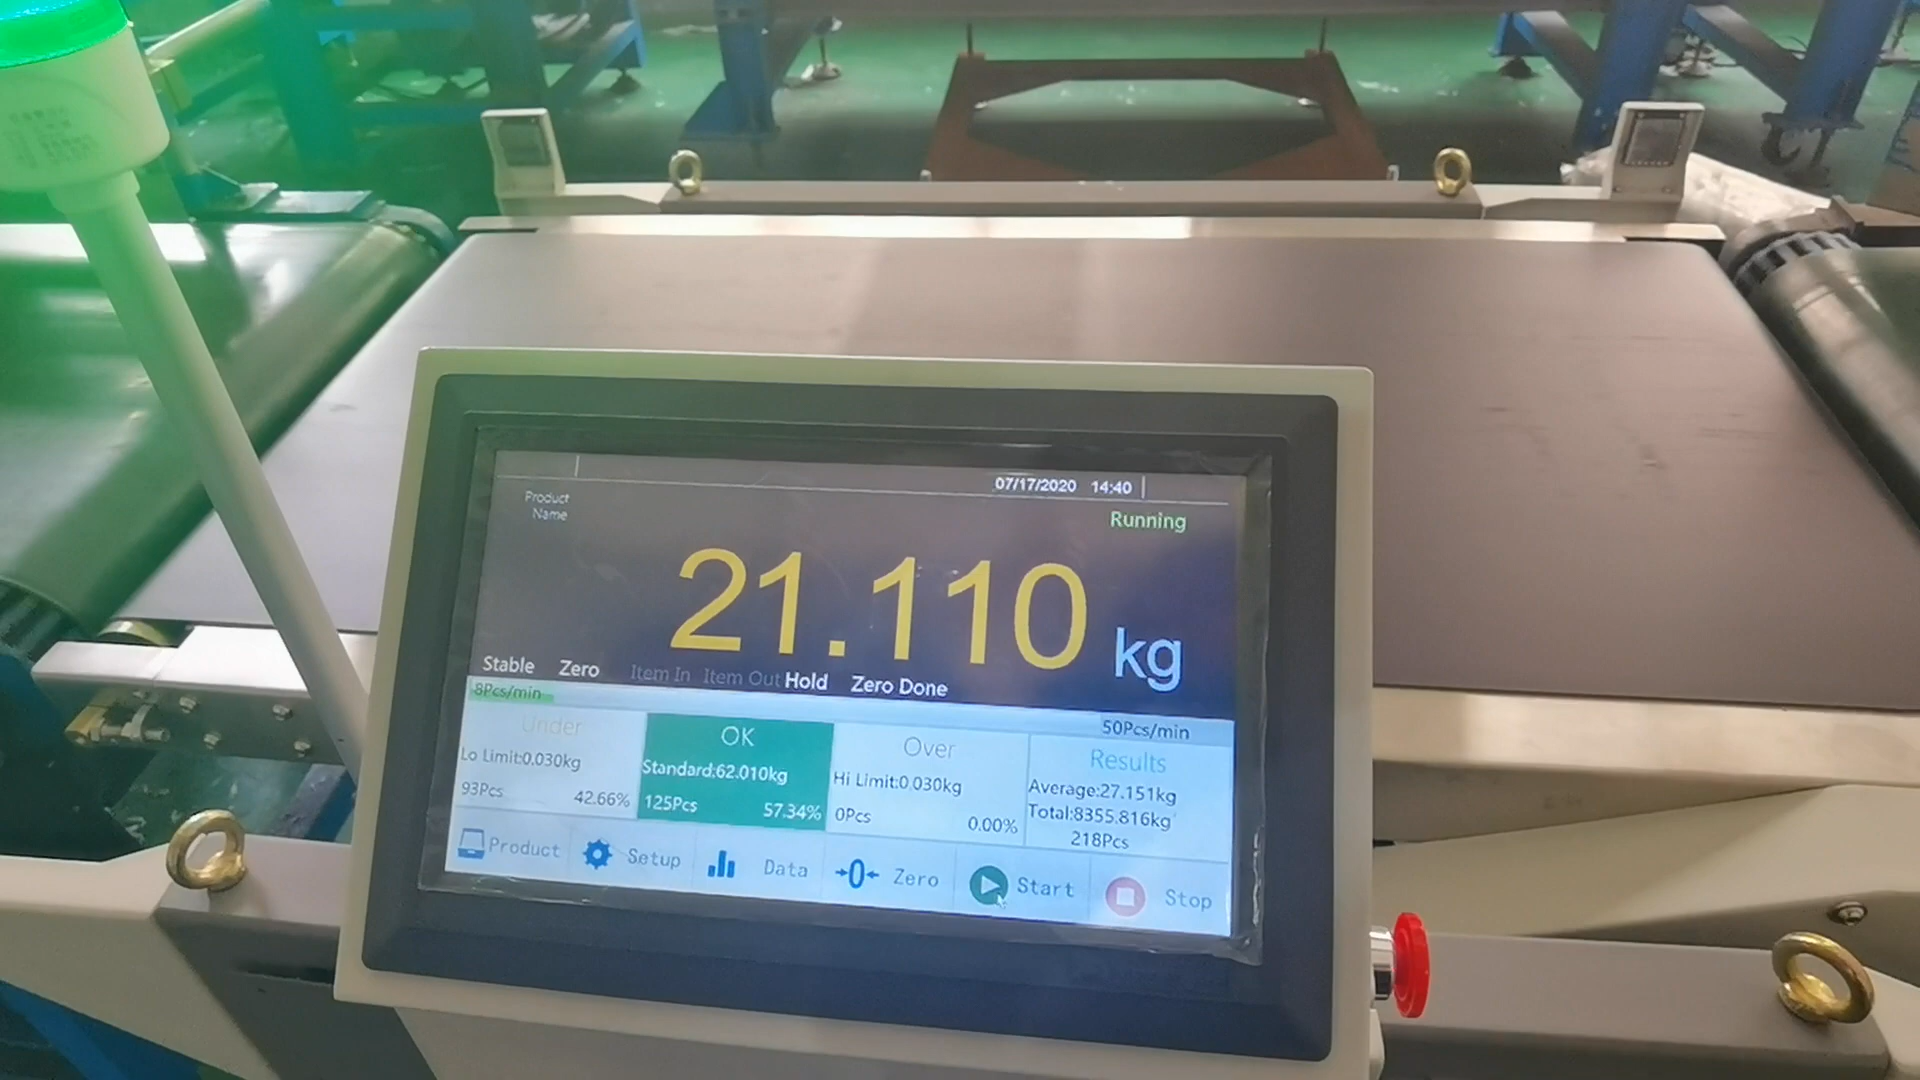 07/17/2020 14:40
Product
Name
Running
21.110 kg
Stable Zero Item In Item Out Hold Zero Done
8Pcs/min
50Pcs/min
Under
Lo Limit:0.030kg
93Pcs 42.66%
OK
Standard:62.010kg
125Pcs 57.34%
Over
Hi Limit:0.030kg
0Pcs 0.00%
Results
Average:27.151kg
Total:8355.816kg
218Pcs
Product Setup Data →0← Zero Start Stop